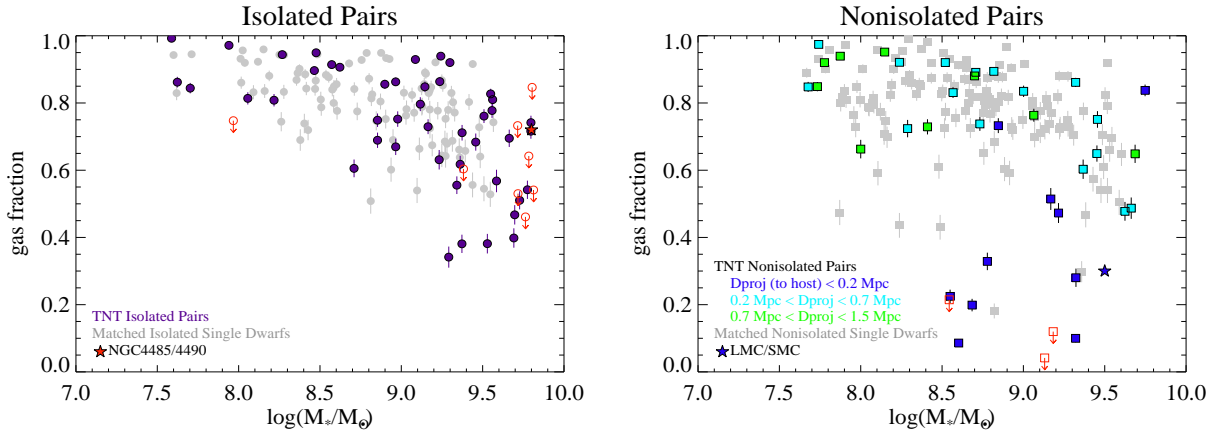 Isolated Pairs
1.0
0.8
0.6
0.4
0.2
0.0
gas fraction
TNT Isolated Pairs
Matched Isolated Single Dwarfs
NGC4485/4490
7.0 7.5 8.0 8.5 9.0 9.5 10.0
log(M*/M☉)
Nonisolated Pairs
1.0
0.8
0.6
0.4
0.2
0.0
gas fraction
TNT Nonisolated Pairs
Dproj (to host) < 0.2 Mpc
0.2 Mpc < Dproj < 0.7 Mpc
0.7 Mpc < Dproj < 1.5 Mpc
Matched Nonisolated Single Dwarfs
LMC/SMC
7.0 7.5 8.0 8.5 9.0 9.5 10.0
log(M*/M☉)